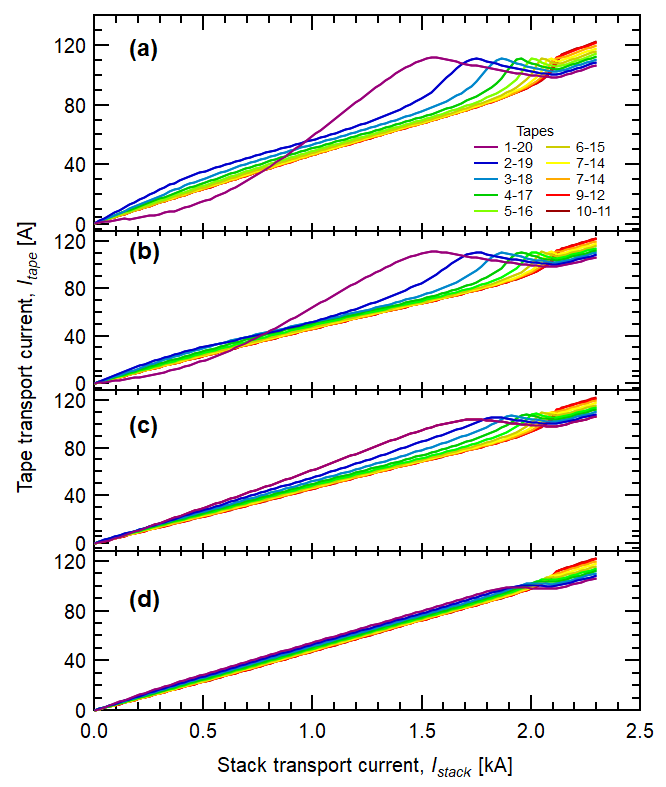 120
(a)
80
Tapes
1-20 6-15
2-19 7-14
3-18 7-14
4-17 9-12
5-16 10-11
40
0
120
(b)
80
40
0
120
(c)
80
40
0
120
(d)
80
40
0
0.0 0.5 1.0 1.5 2.0 2.5
Stack transport current, Istack [kA]
Tape transport current, Itape [A]